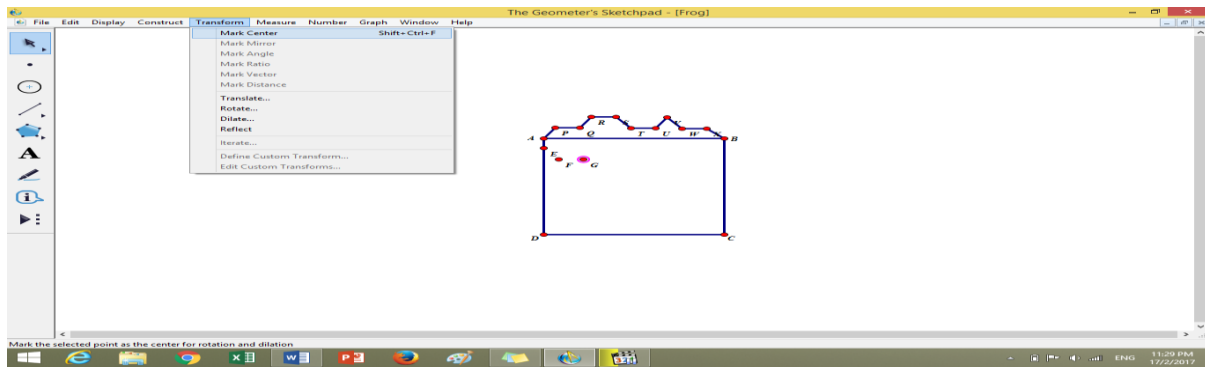 The Geometer's Sketchpad - [Frog]
File Edit Display Construct Transform Measure Number Graph Window Help
Mark Center Shift+Ctrl+F
Mark Mirror
Mark Angle
Mark Ratio
Mark Vector
Mark Distance
Translate...
Rotate...
Dilate...
Reflect
Iterate...
Define Custom Transform...
Edit Custom Transforms...
A
A P Q R S T U V W X B
E
F G
D C
Mark the selected point as the center for rotation and dilation
ENG 11:29 PM
17/2/2017